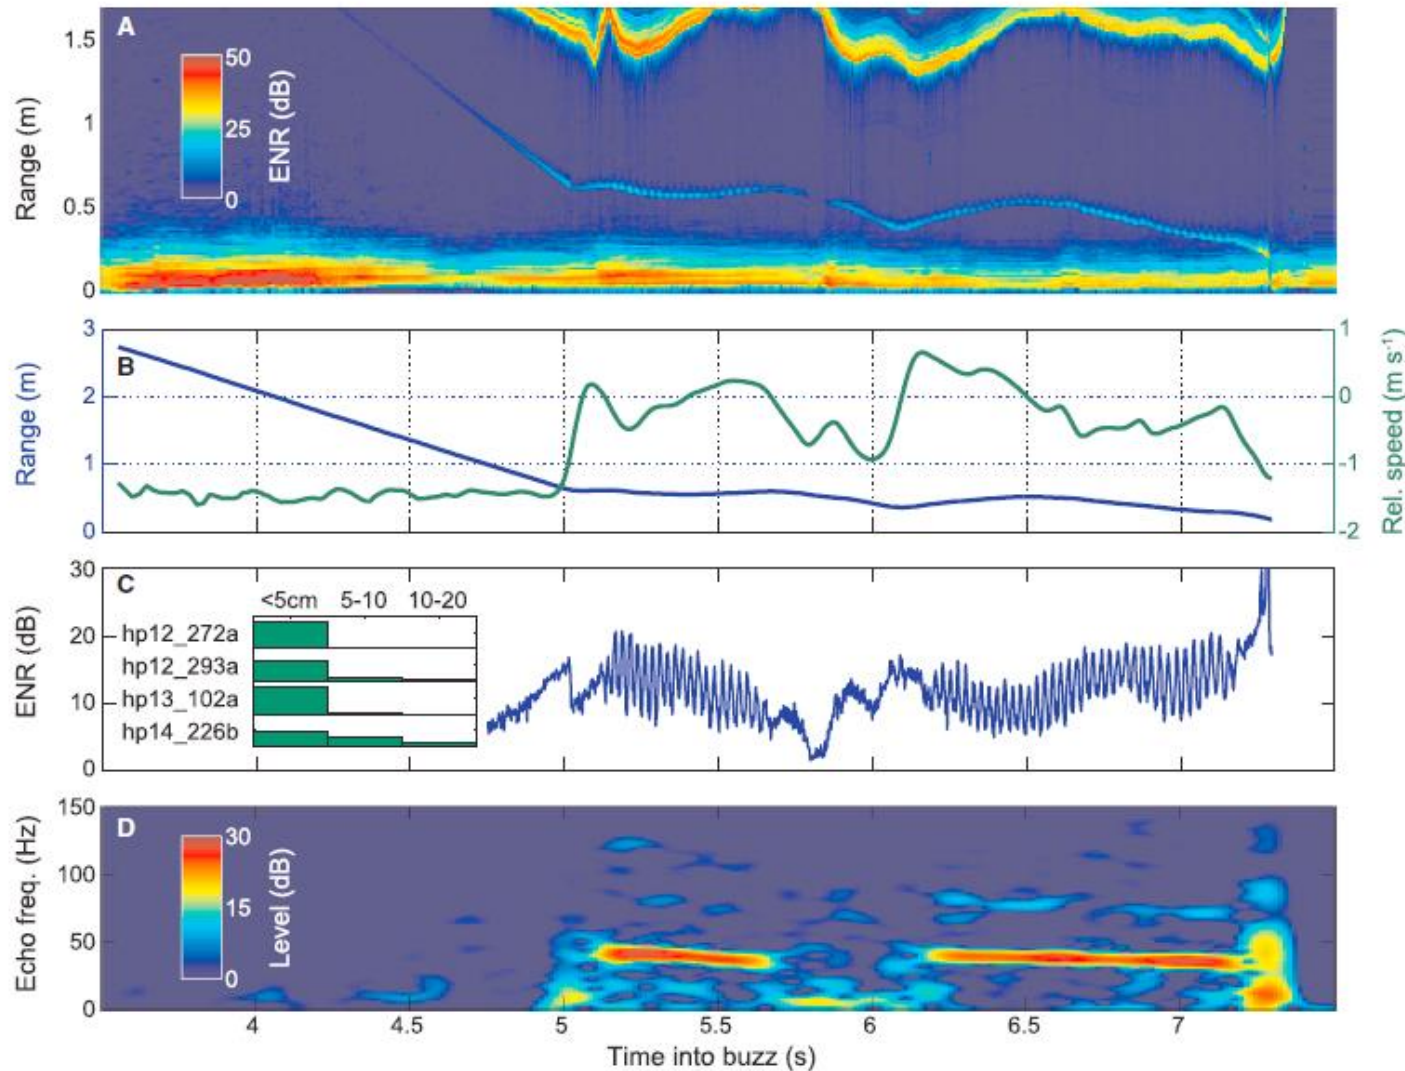 A
1.5
1
0.5
0
Range (m)
50
25
0
ENR (dB)
B
3
2
1
0
Range (m)
1
0
-1
-2
Rel. speed (m s-1)
C
30
20
10
0
ENR (dB)
<5cm 5-10 10-20
hp12_272a
hp12_293a
hp13_102a
hp14_226b
D
150
100
50
0
Echo freq. (Hz)
30
15
0
Level (dB)
4 4.5 5 5.5 6 6.5 7
Time into buzz (s)